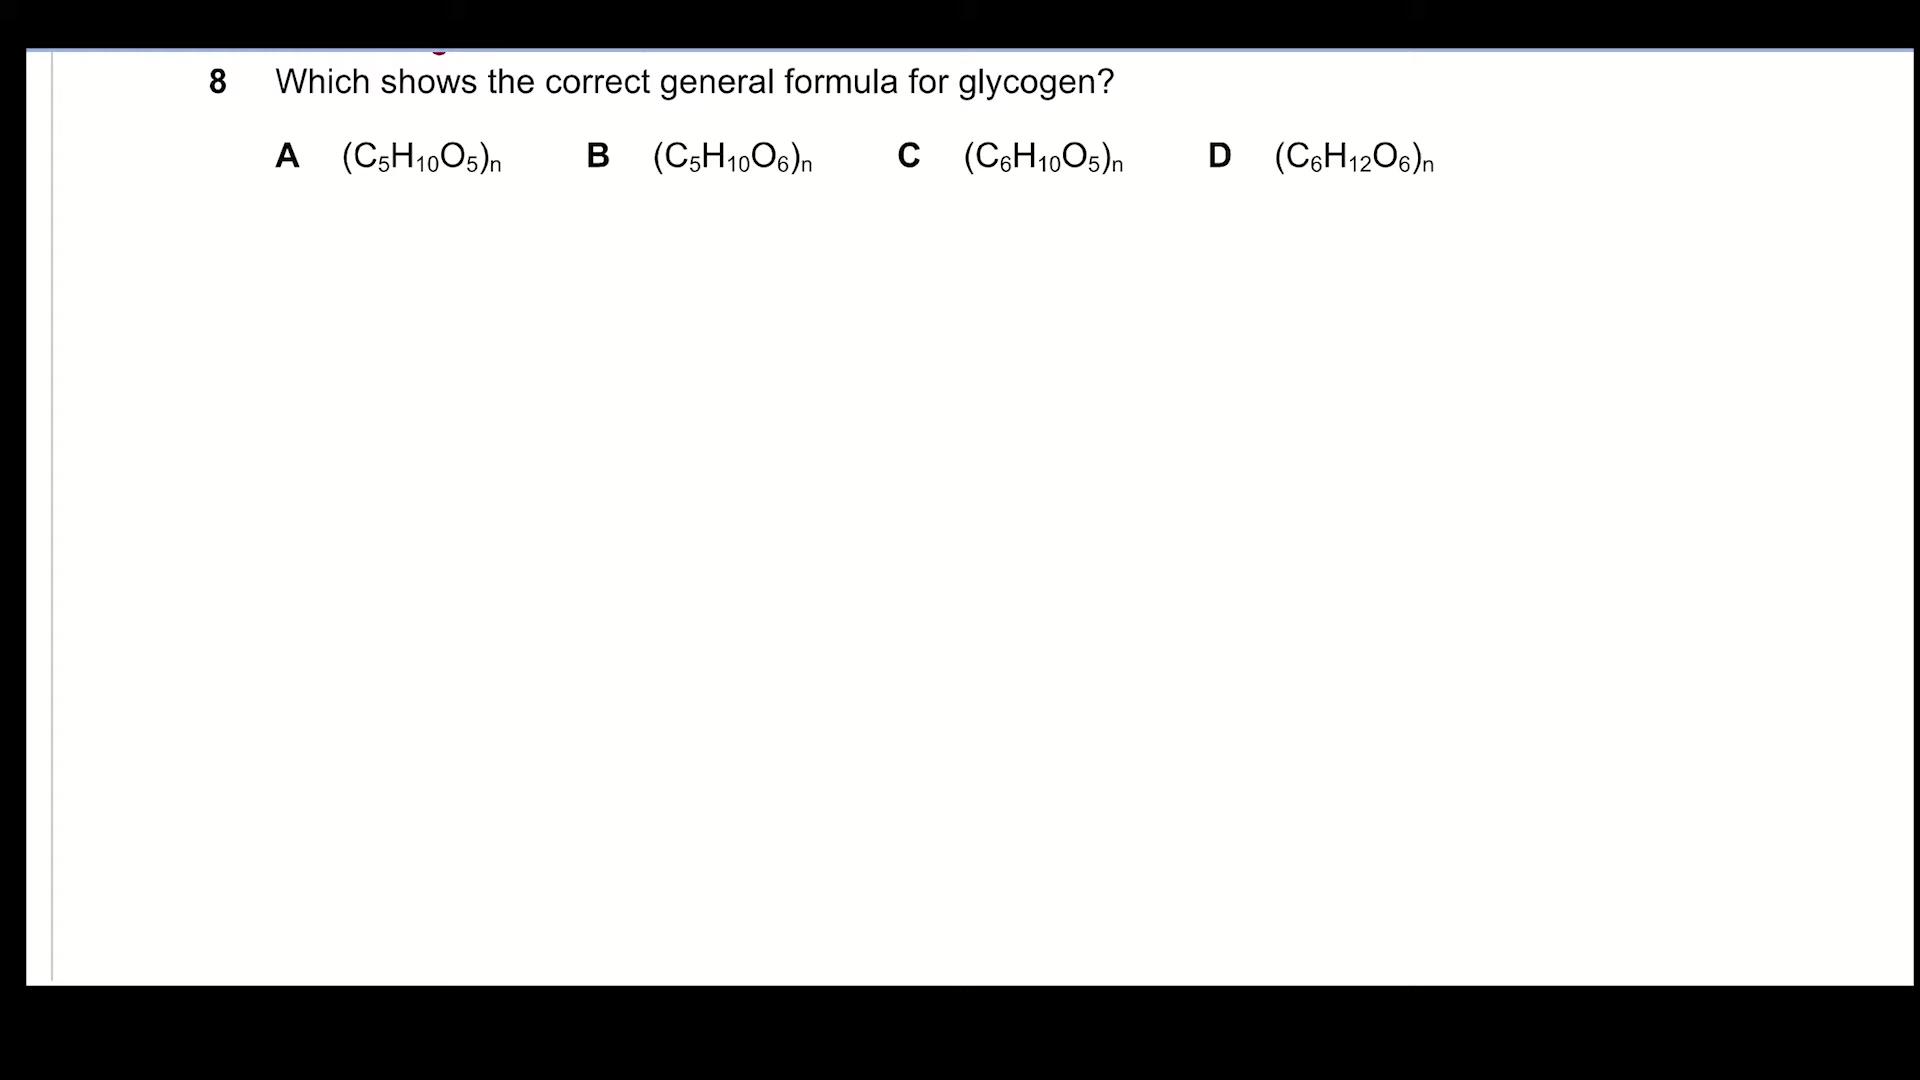 8 Which shows the correct general formula for glycogen?
A (C₅H₁₀O₅)ₙ B (C₅H₁₀O₆)ₙ C (C₆H₁₀O₅)ₙ D (C₆H₁₂O₆)ₙ